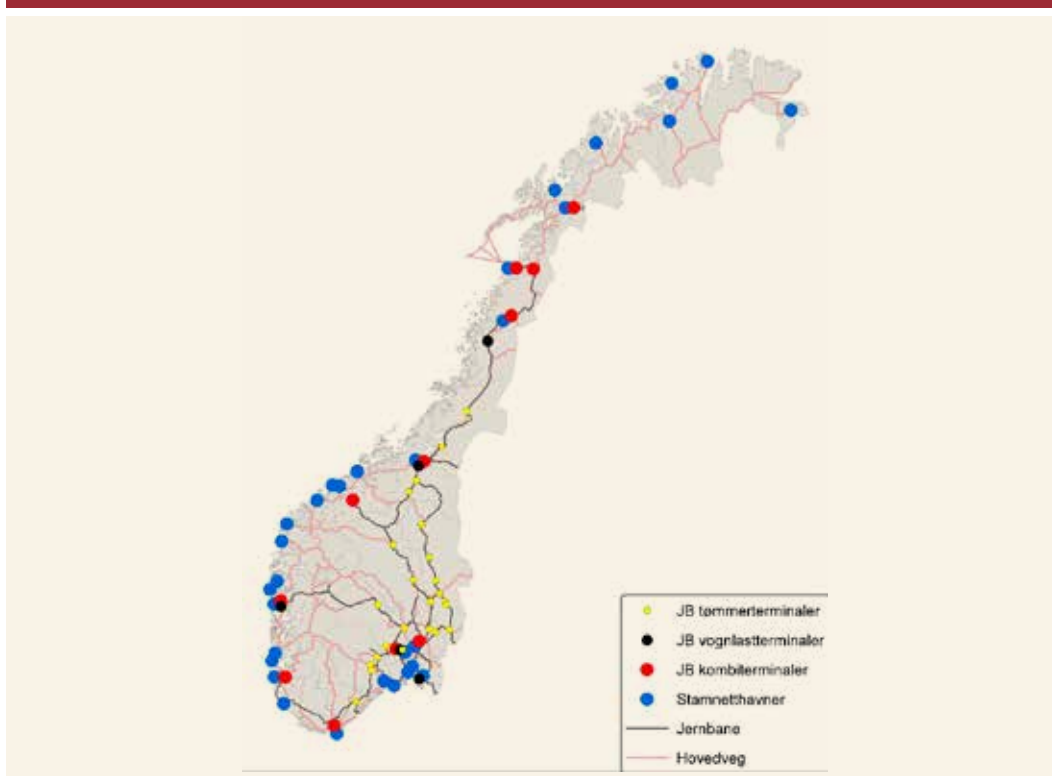 JB tømmerterminaler
JB vognlastterminaler
JB kombiterminaler
Stamnetthavner
Jernbane
Hovedveg